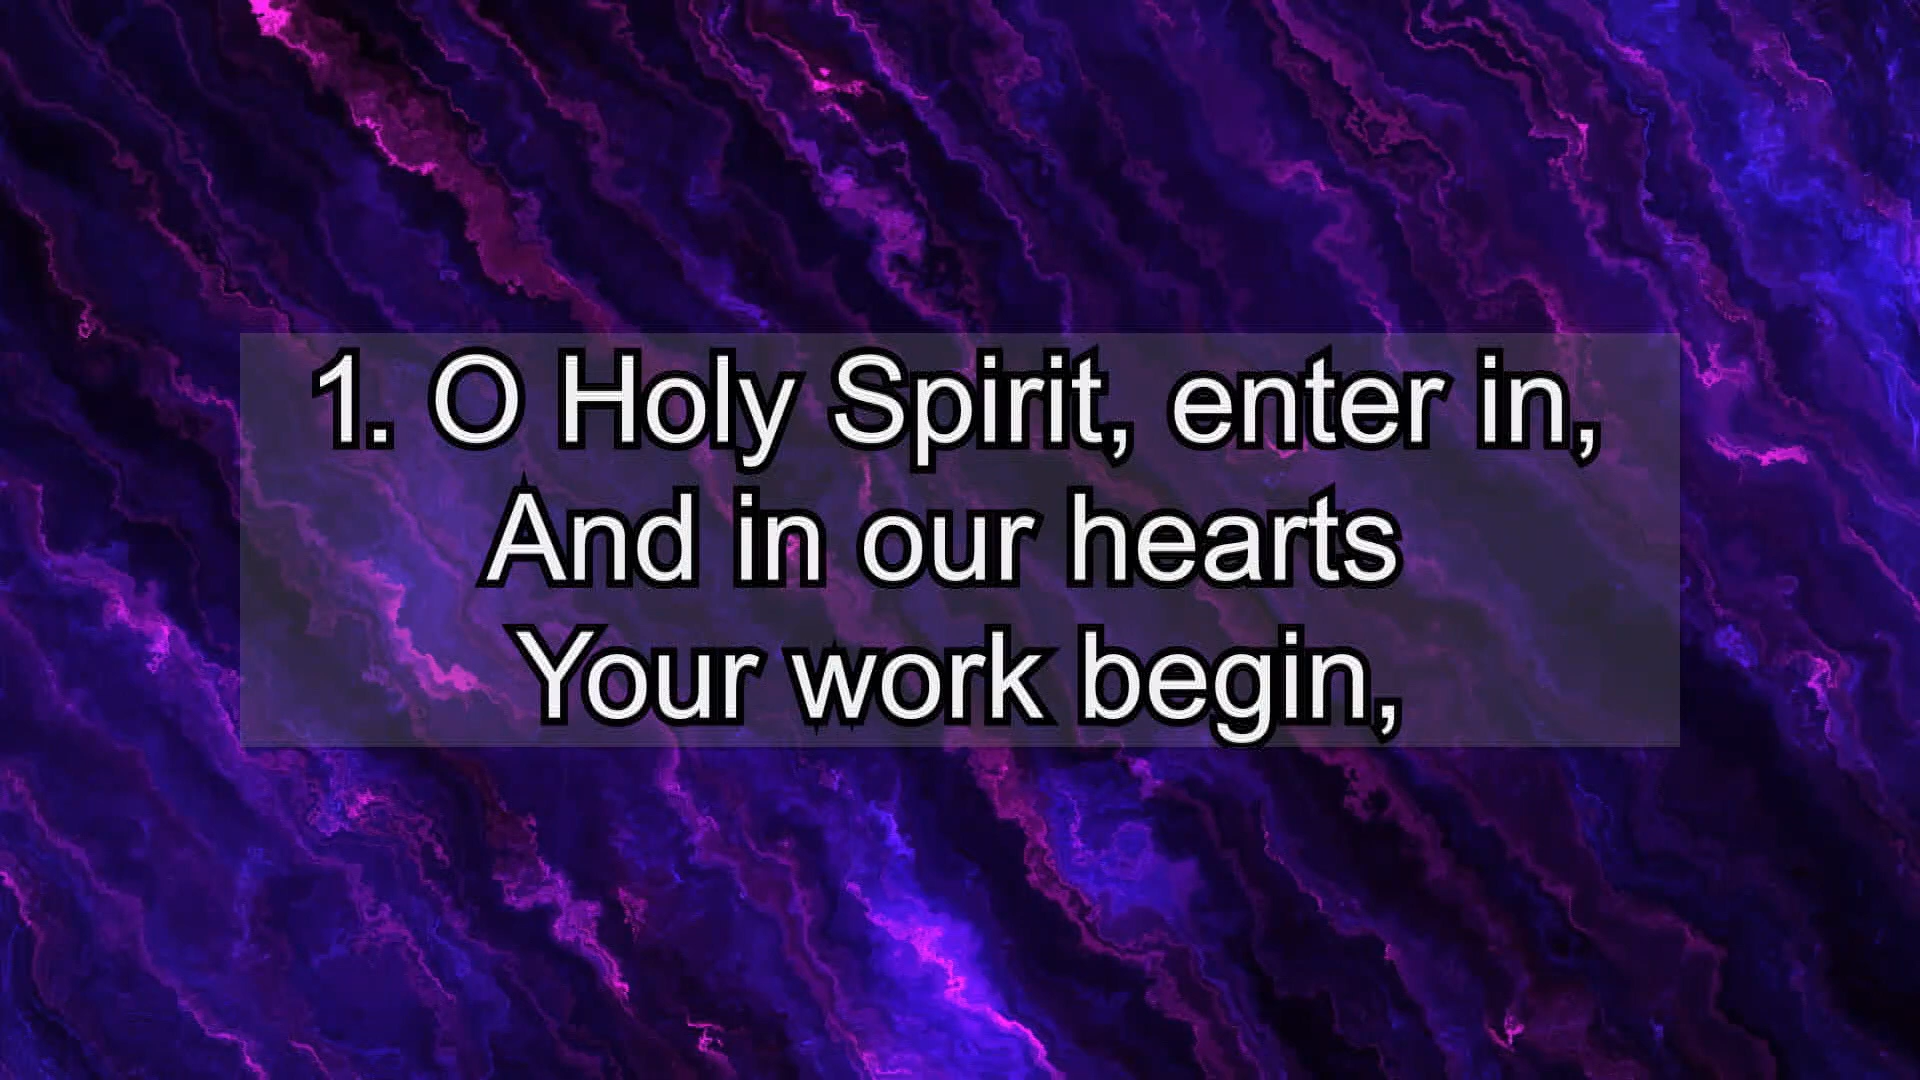 1. O Holy Spirit, enter in,
And in our hearts
Your work begin,